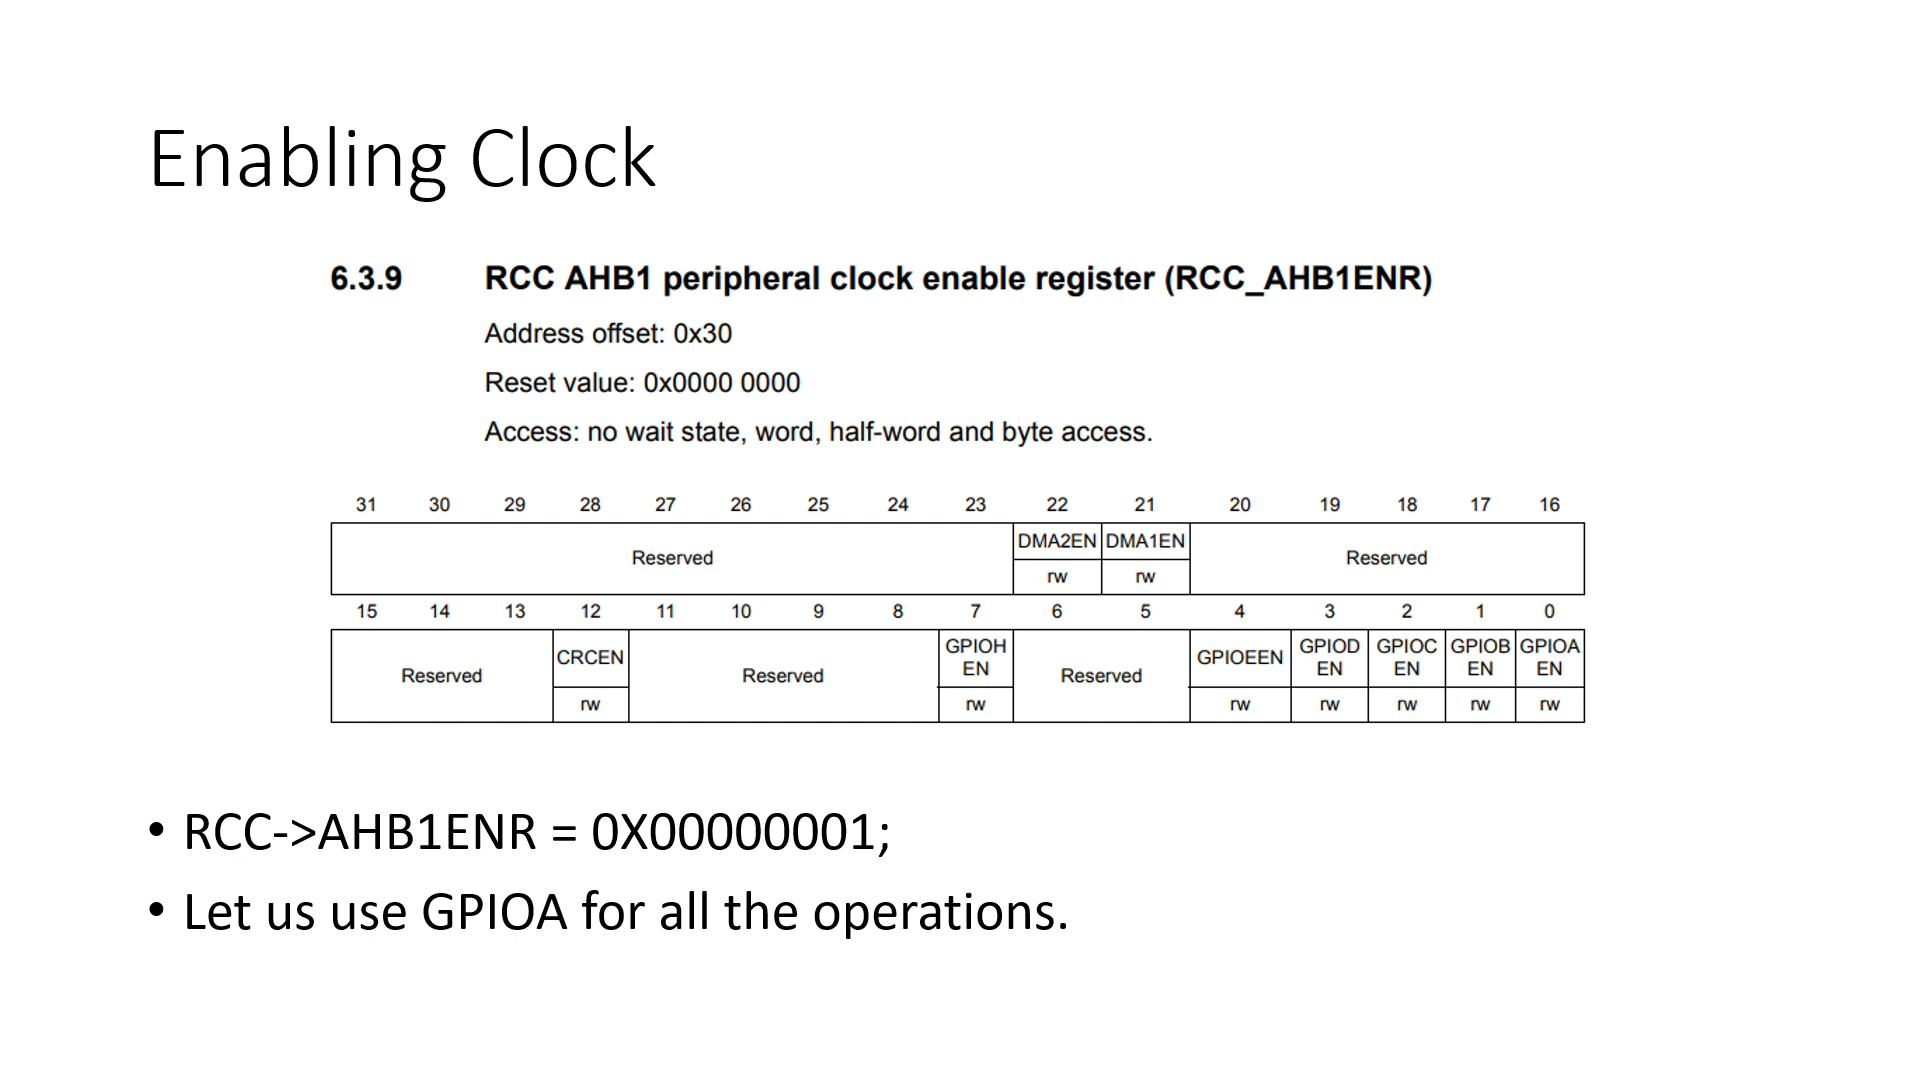 Enabling Clock
6.3.9 RCC AHB1 peripheral clock enable register (RCC_AHB1ENR)
Address offset: 0x30
Reset value: 0x0000 0000
Access: no wait state, word, half-word and byte access.
31 30 29 28 27 26 25 24 23 22 21 20 19 18 17 16
Reserved DMA2EN DMA1EN Reserved
rw rw
15 14 13 12 11 10 9 8 7 6 5 4 3 2 1 0
Reserved CRCEN Reserved GPIOH EN Reserved GPIOEEN GPIOD EN GPIOC EN GPIOB EN GPIOA EN
rw rw rw rw rw rw rw
• RCC->AHB1ENR = 0X00000001;
• Let us use GPIOA for all the operations.